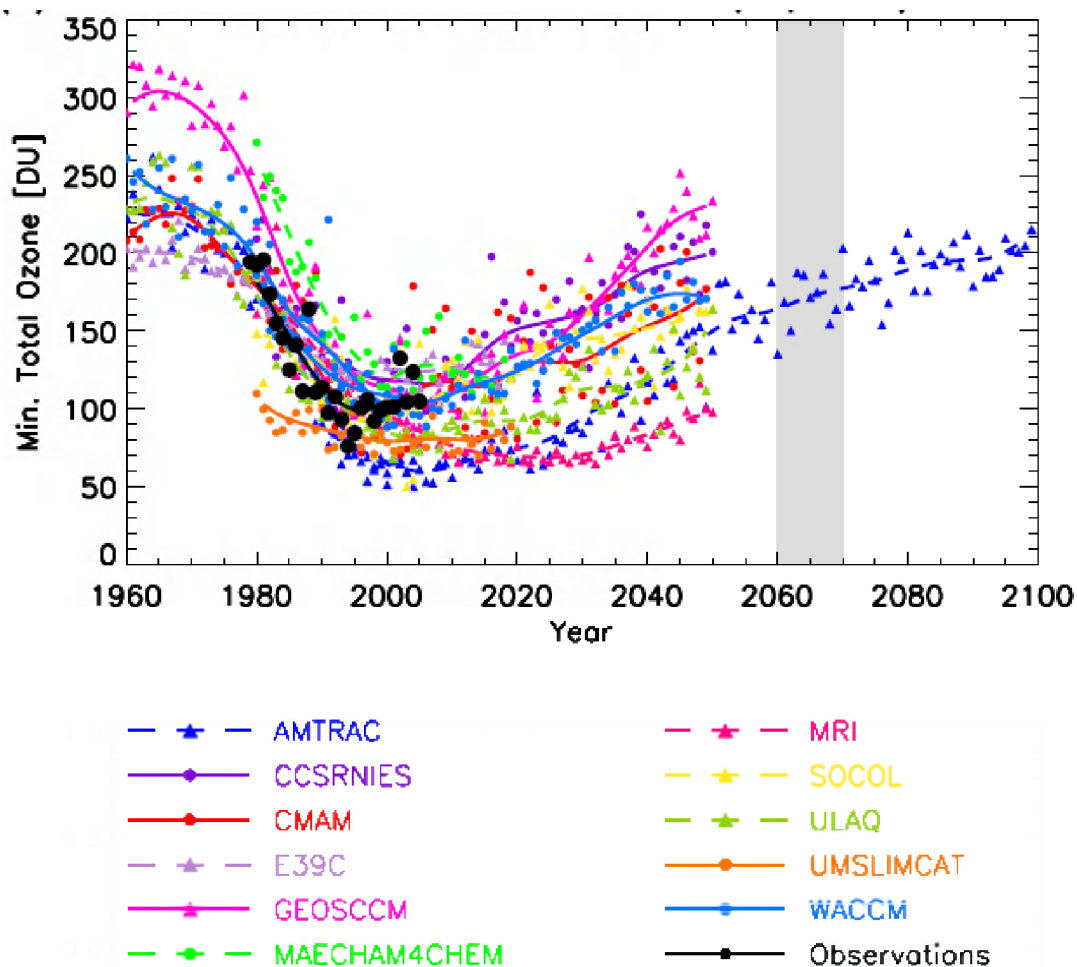 350
300
250
200
150
100
50
0
Min. Total Ozone [DU]
1960 1980 2000 2020 2040 2060 2080 2100
Year
AMTRAC
CCSRNIES
CMAM
E39C
GEOSCCM
MAECHAM4CHEM
MRI
SOCOL
ULAQ
UMSLIMCAT
WACCM
Observations